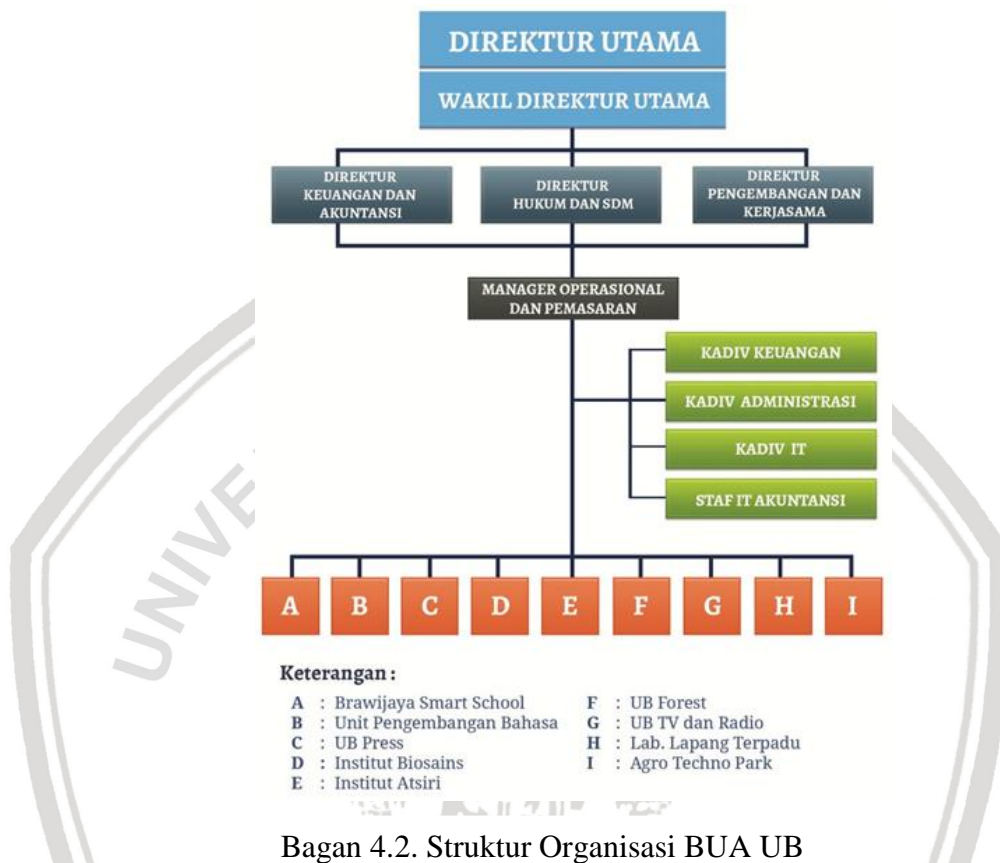 DIREKTUR UTAMA
WAKIL DIREKTUR UTAMA
DIREKTUR
KEUANGAN DAN
AKUNTANSI
DIREKTUR
HUKUM DAN SDM
DIREKTUR
PENGEMBANGAN DAN
KERJASAMA
MANAGER OPERASIONAL
DAN PEMASARAN
KADIV KEUANGAN
KADIV ADMINISTRASI
KADIV IT
STAF IT AKUNTANSI
A B C D E F G H I
Keterangan :
A : Brawijaya Smart School
B : Unit Pengembangan Bahasa
C : UB Press
D : Institut Biosains
E : Institut Atsiri
F : UB Forest
G : UB TV dan Radio
H : Lab. Lapang Terpadu
I : Agro Techno Park
Bagan 4.2. Struktur Organisasi BUA UB